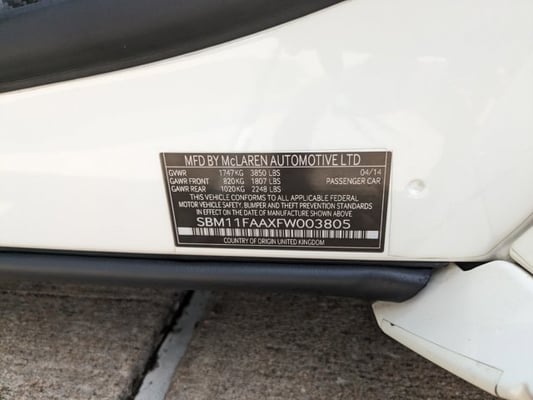 MFD BY McLAREN AUTOMOTIVE LTD
GVWR 1747KG 3850 LBS 04/14
GAWR FRONT 820KG 1807 LBS PASSENGER CAR
GAWR REAR 1020KG 2248 LBS
THIS VEHICLE CONFORMS TO ALL APPLICABLE FEDERAL
MOTOR VEHICLE SAFETY, BUMPER AND THEFT PREVENTION STANDARDS
IN EFFECT ON THE DATE OF MANUFACTURE SHOWN ABOVE
SBM11FAAXFW003805
COUNTRY OF ORIGIN UNITED KINGDOM